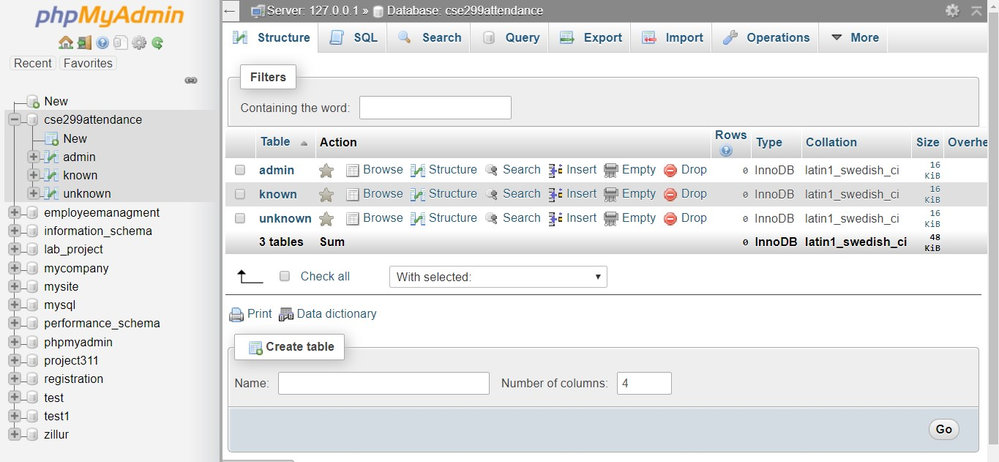 phpMyAdmin
Recent Favorites
New
cse299attendance
New
admin
known
unknown
employeemanagment
information_schema
lab_project
mycompany
mysite
mysql
performance_schema
phpmyadmin
project311
registration
test
test1
zillur
Server: 127.0.0.1 » Database: cse299attendance
Structure SQL Search Query Export Import Operations More
Filters
Containing the word:
Table Action Rows Type Collation Size Overhe
admin Browse Structure Search Insert Empty Drop 0 InnoDB latin1_swedish_ci 16 KiB
known Browse Structure Search Insert Empty Drop 0 InnoDB latin1_swedish_ci 16 KiB
unknown Browse Structure Search Insert Empty Drop 0 InnoDB latin1_swedish_ci 16 KiB
3 tables Sum 0 InnoDB latin1_swedish_ci 48 KiB
Check all With selected:
Print Data dictionary
Create table
Name: Number of columns: 4
Go